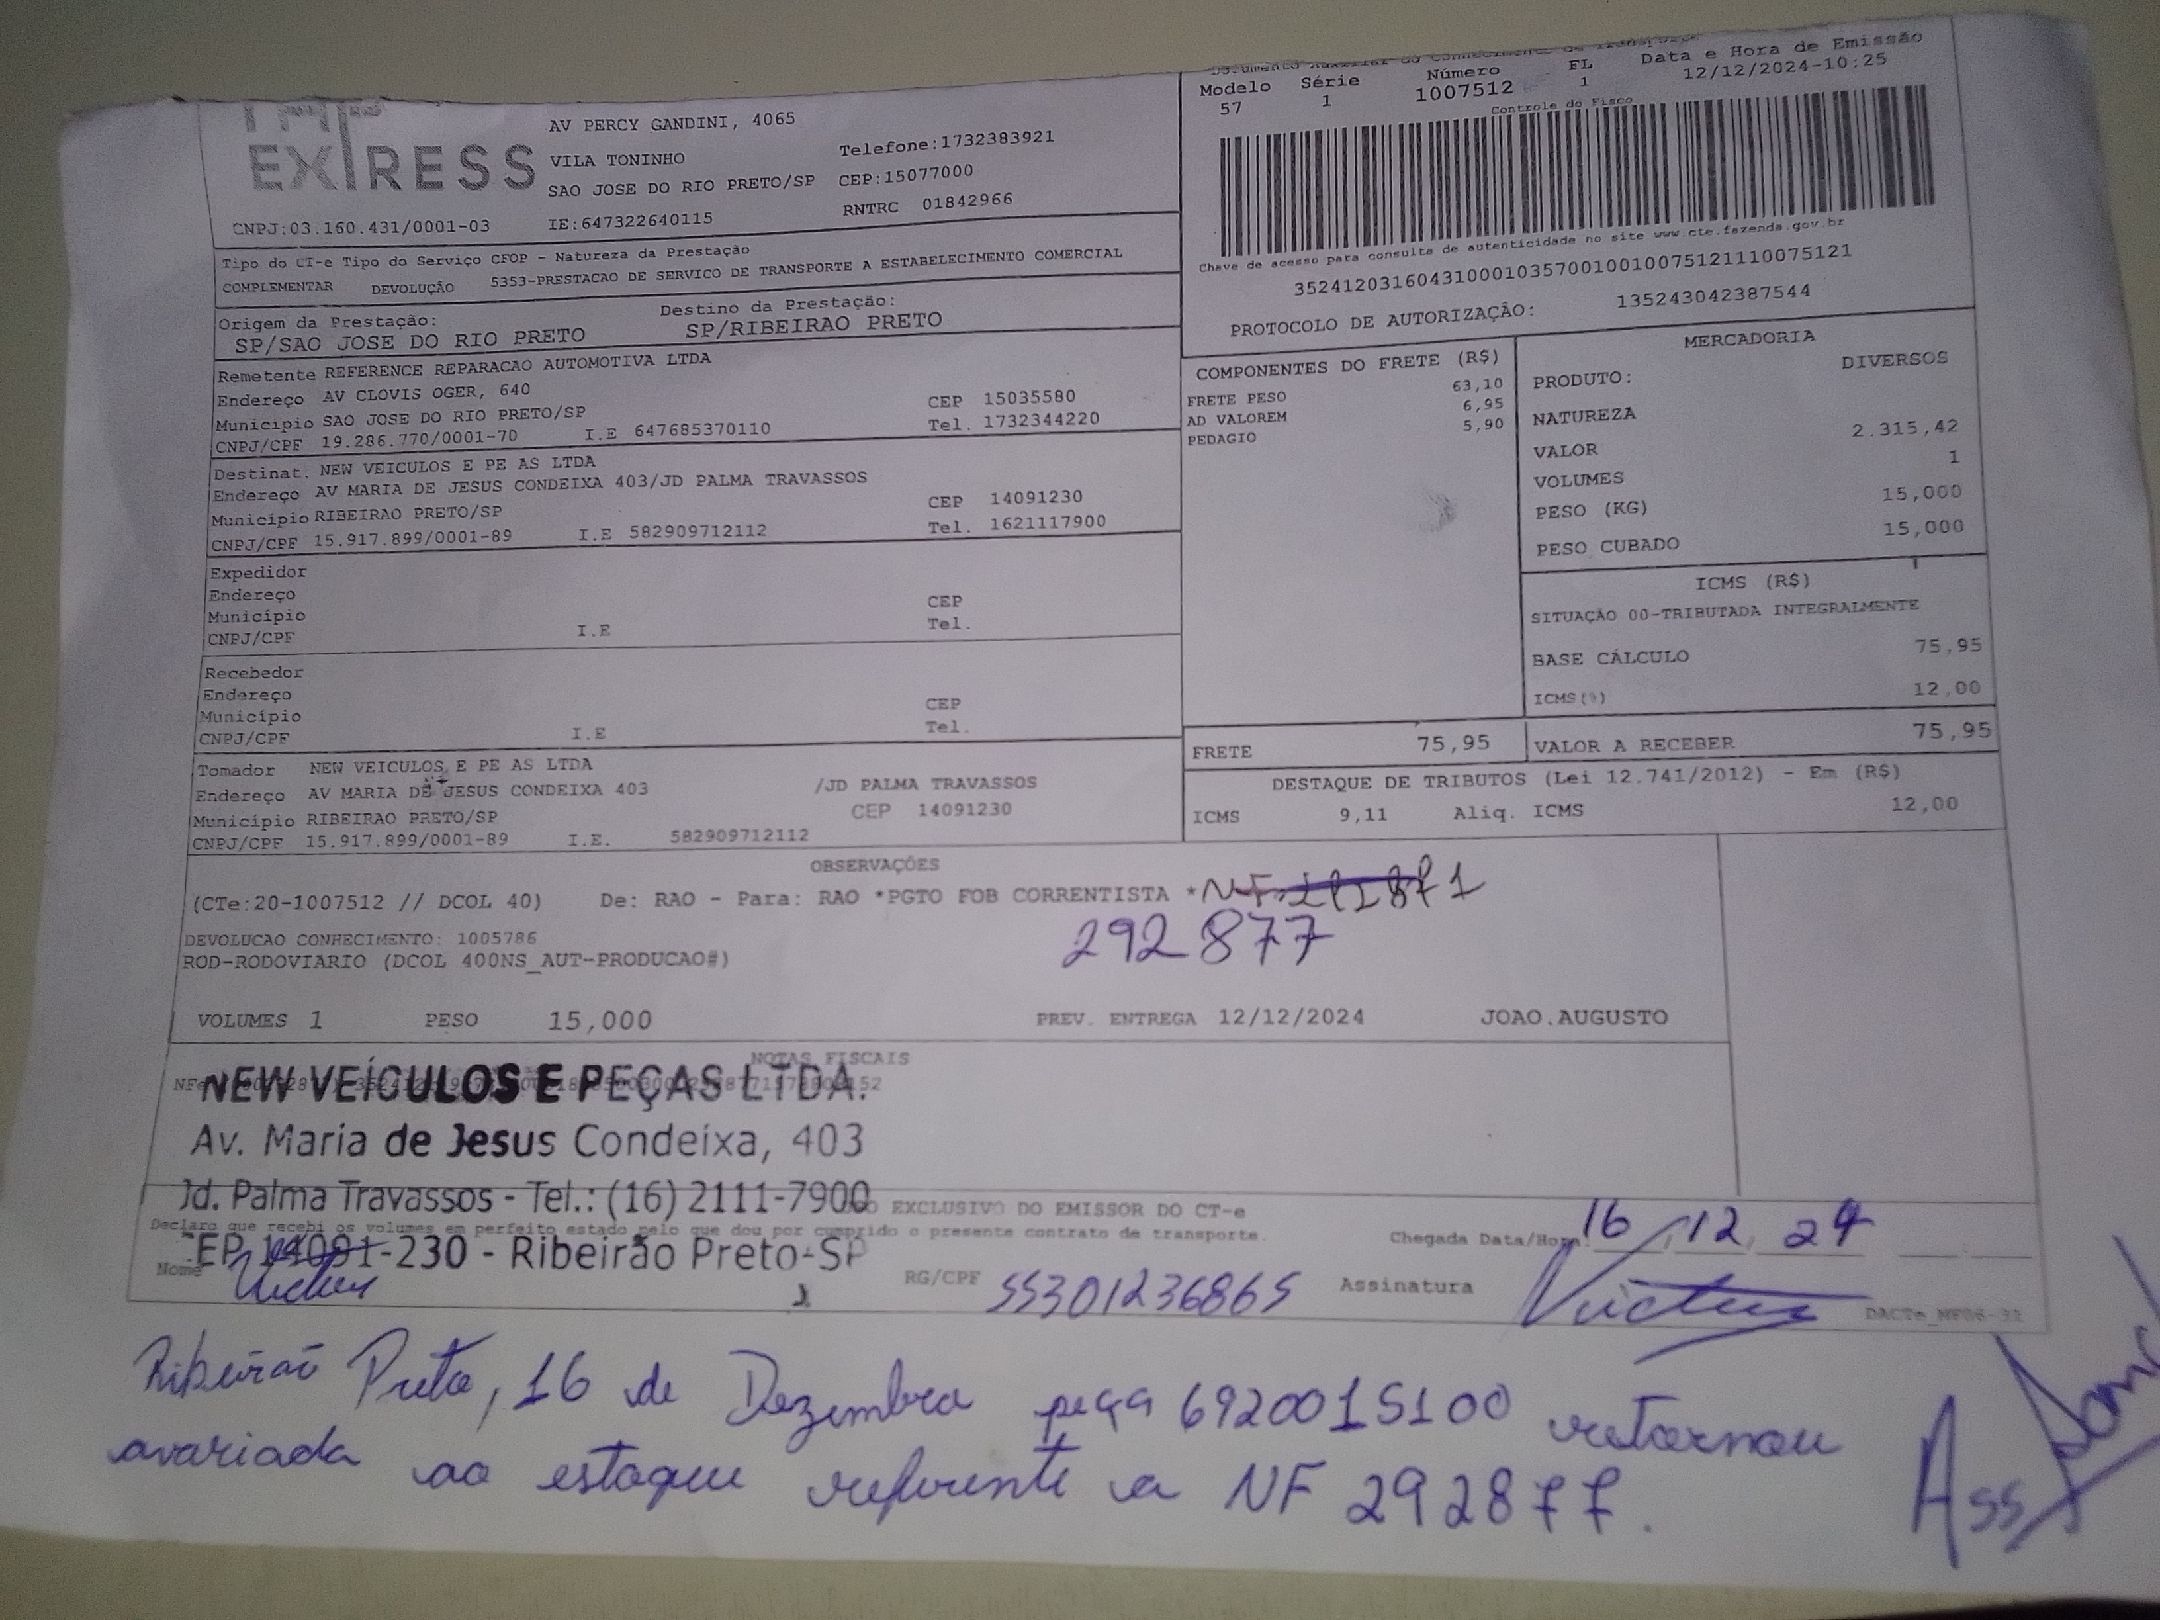 EXPRESS
AV PERCY GANDINI, 4065
VILA TONINHO Telefone:1732383921
SAO JOSE DO RIO PRETO/SP CEP:15077000
CNPJ:03.160.431/0001-03 IE:647322640115 RNTRC 01842966
Documento Auxiliar do Conhecimento de Transporte
Modelo Série Número FL Data e Hora de Emissão
57 1 1007512 1 12/12/2024-10:25
Controle do Fisco
Chave de acesso para consulta de autenticidade no site www.cte.fazenda.gov.br
35241203160431000103570010010075121110075121
PROTOCOLO DE AUTORIZAÇÃO: 135243042387544
Tipo do CT-e Tipo do Serviço CFOP - Natureza da Prestação
COMPLEMENTAR DEVOLUÇÃO 5353-PRESTACAO DE SERVICO DE TRANSPORTE A ESTABELECIMENTO COMERCIAL
Origem da Prestação: Destino da Prestação:
SP/SAO JOSE DO RIO PRETO SP/RIBEIRAO PRETO
Remetente REFERENCE REPARACAO AUTOMOTIVA LTDA
Endereço AV CLOVIS OGER, 640 CEP 15035580
Município SAO JOSE DO RIO PRETO/SP Tel. 1732344220
CNPJ/CPF 19.286.770/0001-70 I.E 647685370110
Destinat. NEW VEICULOS E PE AS LTDA
Endereço AV MARIA DE JESUS CONDEIXA 403/JD PALMA TRAVASSOS CEP 14091230
Município RIBEIRAO PRETO/SP Tel. 1621117900
CNPJ/CPF 15.917.899/0001-89 I.E 582909712112
Expedidor
Endereço
Município CEP
CNPJ/CPF I.E Tel.
Recebedor
Endereço
Município CEP
CNPJ/CPF I.E Tel.
Tomador NEW VEICULOS E PE AS LTDA
Endereço AV MARIA DE JESUS CONDEIXA 403 /JD PALMA TRAVASSOS
Município RIBEIRAO PRETO/SP CEP 14091230
CNPJ/CPF 15.917.899/0001-89 I.E. 582909712112
COMPONENTES DO FRETE (R$)
FRETE PESO 63,10
AD VALOREM 6,95
PEDAGIO 5,90
MERCADORIA
PRODUTO: DIVERSOS
NATUREZA
VALOR 2.315,42
VOLUMES 1
PESO (KG) 15,000
PESO CUBADO 15,000
ICMS (R$)
SITUAÇÃO 00-TRIBUTADA INTEGRALMENTE
BASE CÁLCULO 75,95
ICMS(%) 12,00
FRETE 75,95 VALOR A RECEBER 75,95
DESTAQUE DE TRIBUTOS (Lei 12.741/2012) - Em (R$)
ICMS 9,11 Aliq. ICMS 12,00
OBSERVAÇÕES
(CTe:20-1007512 // DCOL 40) De: RAO - Para: RAO *PGTO FOB CORRENTISTA *
292877
DEVOLUCAO CONHECIMENTO: 1005786
ROD-RODOVIARIO (DCOL 400NS_AUT-PRODUCAO#)
VOLUMES 1 PESO 15,000 PREV. ENTREGA 12/12/2024 JOAO.AUGUSTO
NOTAS FISCAIS
NEW VEÍCULOS E PEÇAS LTDA.
Av. Maria de Jesus Condeixa, 403
Jd. Palma Travassos - Tel.: (16) 2111-7900
EXCLUSIVO DO EMISSOR DO CT-e
Declaro que recebi os volumes em perfeito estado pelo que dou por cumprido o presente contrato de transporte.
CEP 14091-230 - Ribeirão Preto-SP
Chegada Data/Hora: 16 / 12 24
Nome Victor RG/CPF 55301236865 Assinatura Victor
Ribeirão Preto, 16 de Dezembro peça 6920015100 retornou
avariada ao estoque referente a NF 292877.
Ass